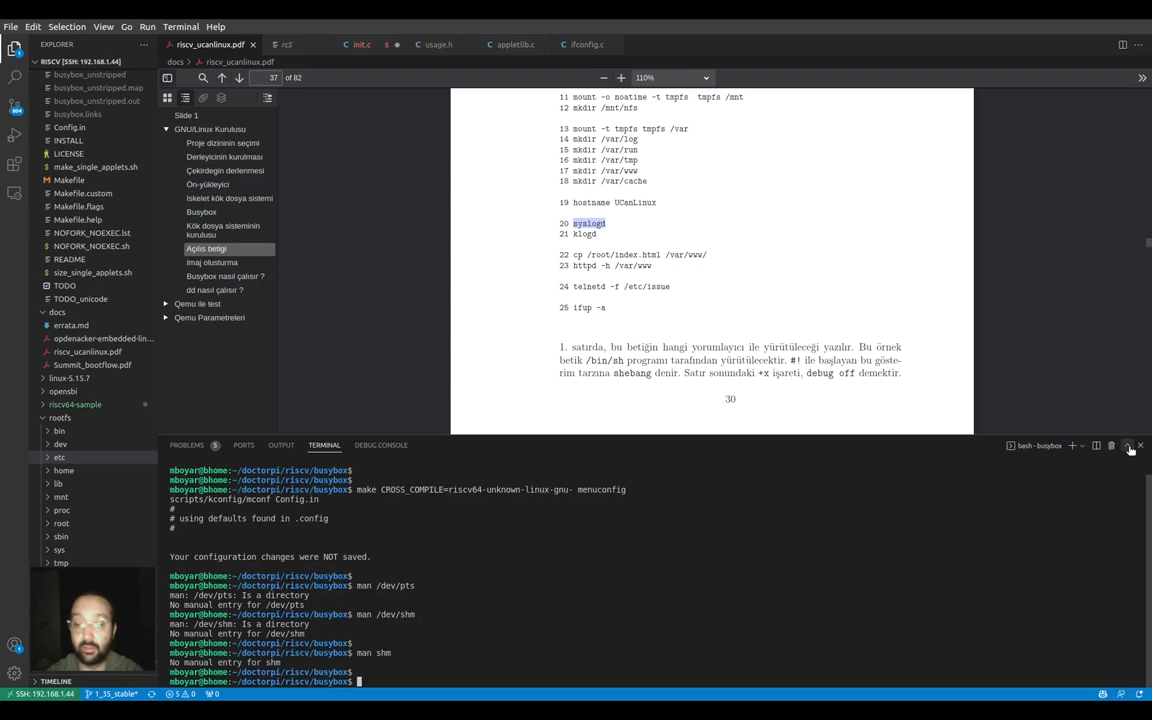 File Edit Selection View Go Run Terminal Help
EXPLORER
riscv_ucanlinux.pdf
rcS
init.c
5
usage.h
appletlib.c
ifconfig.c
RISCV [SSH: 192.168.1.44]
docs > riscv_ucanlinux.pdf
37 of 82
110%
busybox_unstripped
busybox_unstripped.map
busybox_unstripped.out
busybox.links
Config.in
INSTALL
LICENSE
make_single_applets.sh
Makefile
Makefile.custom
Makefile.flags
Makefile.help
NOFORK_NOEXEC.lst
NOFORK_NOEXEC.sh
README
size_single_applets.sh
TODO
TODO_unicode
docs
errata.md
opdenacker-embedded-lin...
riscv_ucanlinux.pdf
Summit_bootflow.pdf
linux-5.15.7
opensbi
riscv64-sample
rootfs
bin
dev
etc
home
lib
mnt
proc
root
sbin
sys
tmp
TIMELINE
804
1
Slide 1
GNU/Linux Kurulusu
Proje dizininin seçimi
Derleyicinin kurulması
Çekirdegin derlenmesi
Ön-yükleyici
Iskelet kök dosya sistemi
Busybox
Kök dosya sisteminin
kurulusu
Açılıs betigi
Imaj olusturma
Busybox nasıl çalısır ?
dd nasıl çalısır ?
Qemu ile test
Qemu Parametreleri
11 mount -o noatime -t tmpfs tmpfs /mnt
12 mkdir /mnt/nfs
13 mount -t tmpfs tmpfs /var
14 mkdir /var/log
15 mkdir /var/run
16 mkdir /var/tmp
17 mkdir /var/www
18 mkdir /var/cache
19 hostname UCanLinux
20 syslogd
21 klogd
22 cp /root/index.html /var/www/
23 httpd -h /var/www
24 telnetd -f /etc/issue
25 ifup -a
1. satırda, bu betiğin hangi yorumlayıcı ile yürütüleceği yazılır. Bu örnek
betik /bin/sh programı tarafından yürütülecektir. #! ile başlayan bu göste-
rim tarzına shebang denir. Satır sonundaki +x işareti, debug off demektir.
30
PROBLEMS 5 PORTS OUTPUT TERMINAL DEBUG CONSOLE
bash - busybox
mboyar@bhome:~/doctorpi/riscv/busybox$
mboyar@bhome:~/doctorpi/riscv/busybox$
mboyar@bhome:~/doctorpi/riscv/busybox$ make CROSS_COMPILE=riscv64-unknown-linux-gnu- menuconfig
scripts/kconfig/mconf Config.in
#
# using defaults found in .config
#
Your configuration changes were NOT saved.
mboyar@bhome:~/doctorpi/riscv/busybox$
mboyar@bhome:~/doctorpi/riscv/busybox$ man /dev/pts
man: /dev/pts: Is a directory
No manual entry for /dev/pts
mboyar@bhome:~/doctorpi/riscv/busybox$ man /dev/shm
man: /dev/shm: Is a directory
No manual entry for /dev/shm
mboyar@bhome:~/doctorpi/riscv/busybox$
mboyar@bhome:~/doctorpi/riscv/busybox$ man shm
No manual entry for shm
mboyar@bhome:~/doctorpi/riscv/busybox$
mboyar@bhome:~/doctorpi/riscv/busybox$
SSH: 192.168.1.44 1_35_stable* 5 0 0